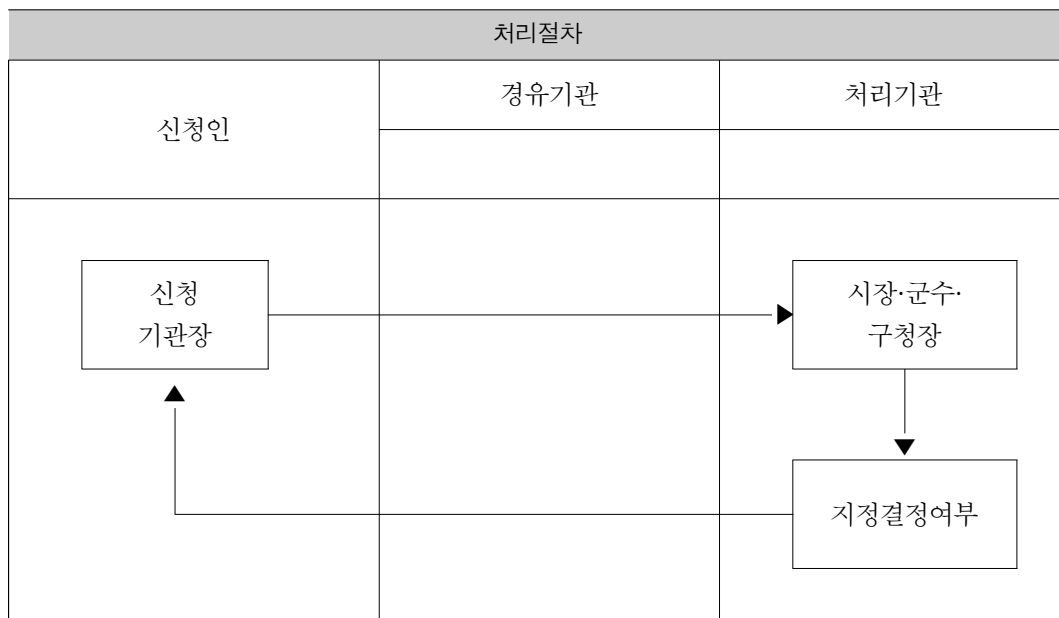 처리절차
신청인
경유기관
처리기관
신청
기관장
시장·군수·
구청장
지정결정여부